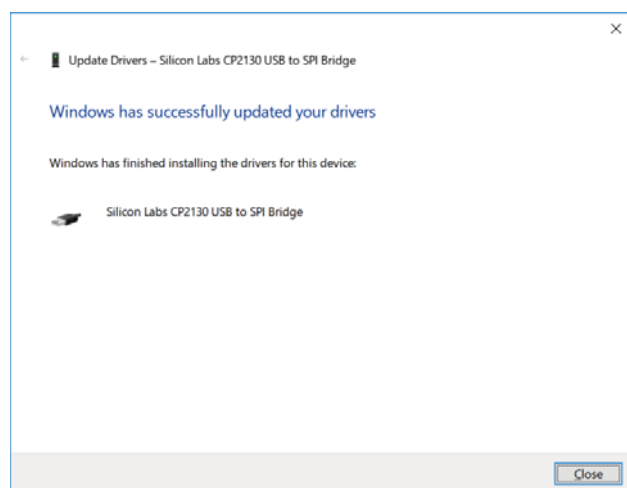 Update Drivers – Silicon Labs CP2130 USB to SPI Bridge
Windows has successfully updated your drivers
Windows has finished installing the drivers for this device:
Silicon Labs CP2130 USB to SPI Bridge
Close